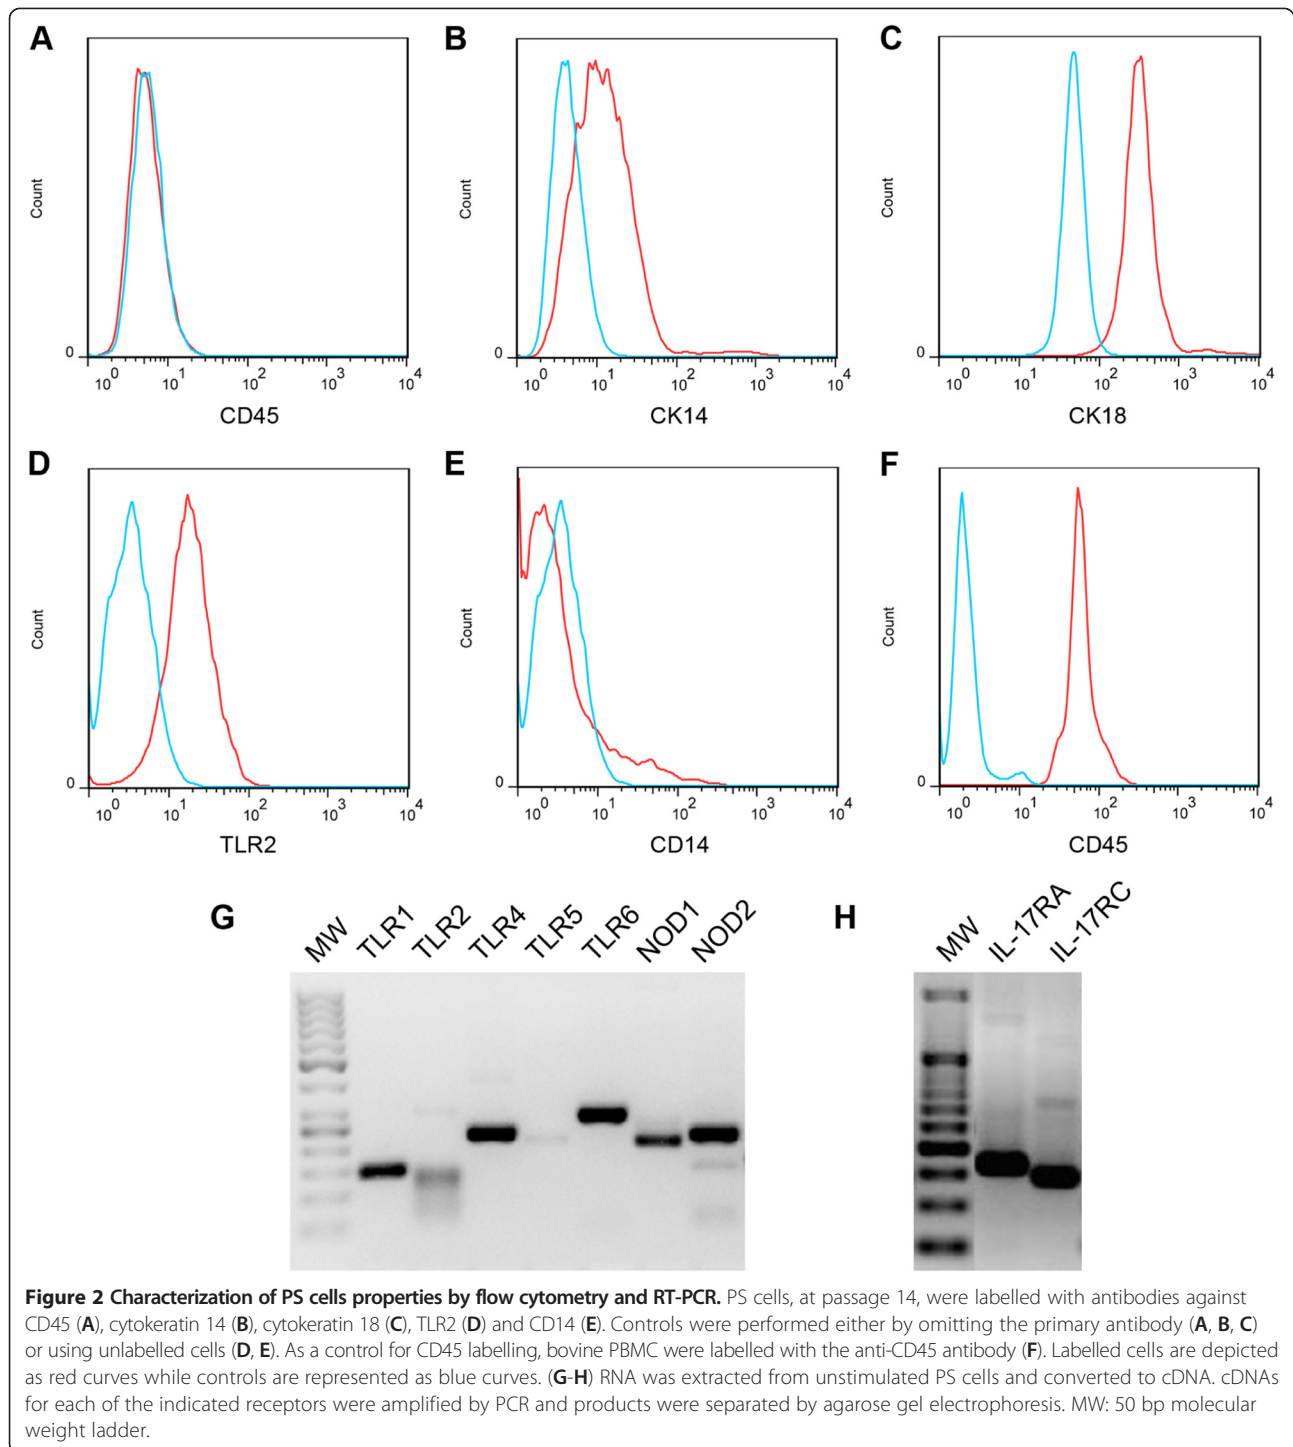 A
B
C
Count
Count
Count
0
0
0
10^0 10^1 10^2 10^3 10^4
10^0 10^1 10^2 10^3 10^4
10^0 10^1 10^2 10^3 10^4
CD45
CK14
CK18
D
E
F
Count
Count
Count
0
0
0
10^0 10^1 10^2 10^3 10^4
10^0 10^1 10^2 10^3 10^4
10^0 10^1 10^2 10^3 10^4
TLR2
CD14
CD45
G
MW TLR1 TLR2 TLR4 TLR5 TLR6 NOD1 NOD2
H
MW IL-17RA IL-17RC
Figure 2 Characterization of PS cells properties by flow cytometry and RT-PCR. PS cells, at passage 14, were labelled with antibodies against
CD45 (A), cytokeratin 14 (B), cytokeratin 18 (C), TLR2 (D) and CD14 (E). Controls were performed either by omitting the primary antibody (A, B, C)
or using unlabelled cells (D, E). As a control for CD45 labelling, bovine PBMC were labelled with the anti-CD45 antibody (F). Labelled cells are depicted
as red curves while controls are represented as blue curves. (G-H) RNA was extracted from unstimulated PS cells and converted to cDNA. cDNAs
for each of the indicated receptors were amplified by PCR and products were separated by agarose gel electrophoresis. MW: 50 bp molecular
weight ladder.